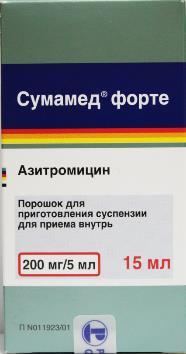 Сумамед® форте
Азитромицин
Порошок для
приготовления суспензии
для приема внутрь
200 мг/5 мл
15 мл
П N011923/01